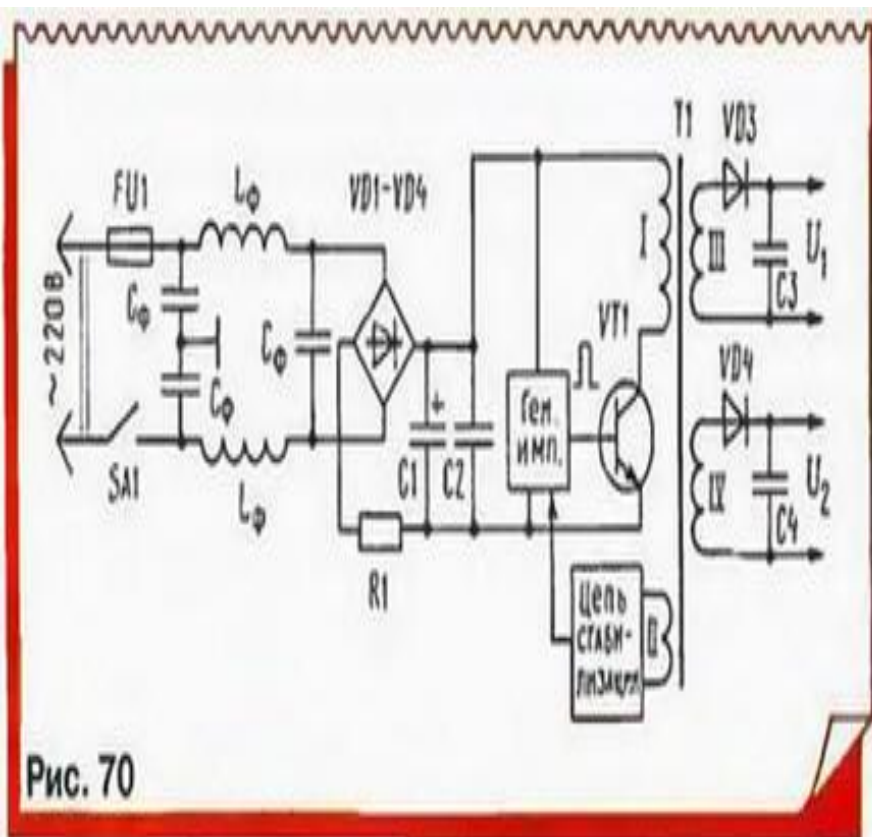 T1
VD3
FU1
Lф
VD1-VD4
I
III
C3
U1
~220В
Cф
Cф
Cф
VT1
VD4
Ген.
имп.
SA1
Lф
C1
+
C2
IV
C4
U2
R1
Цепь
стаби-
лизации
II
Рис. 70